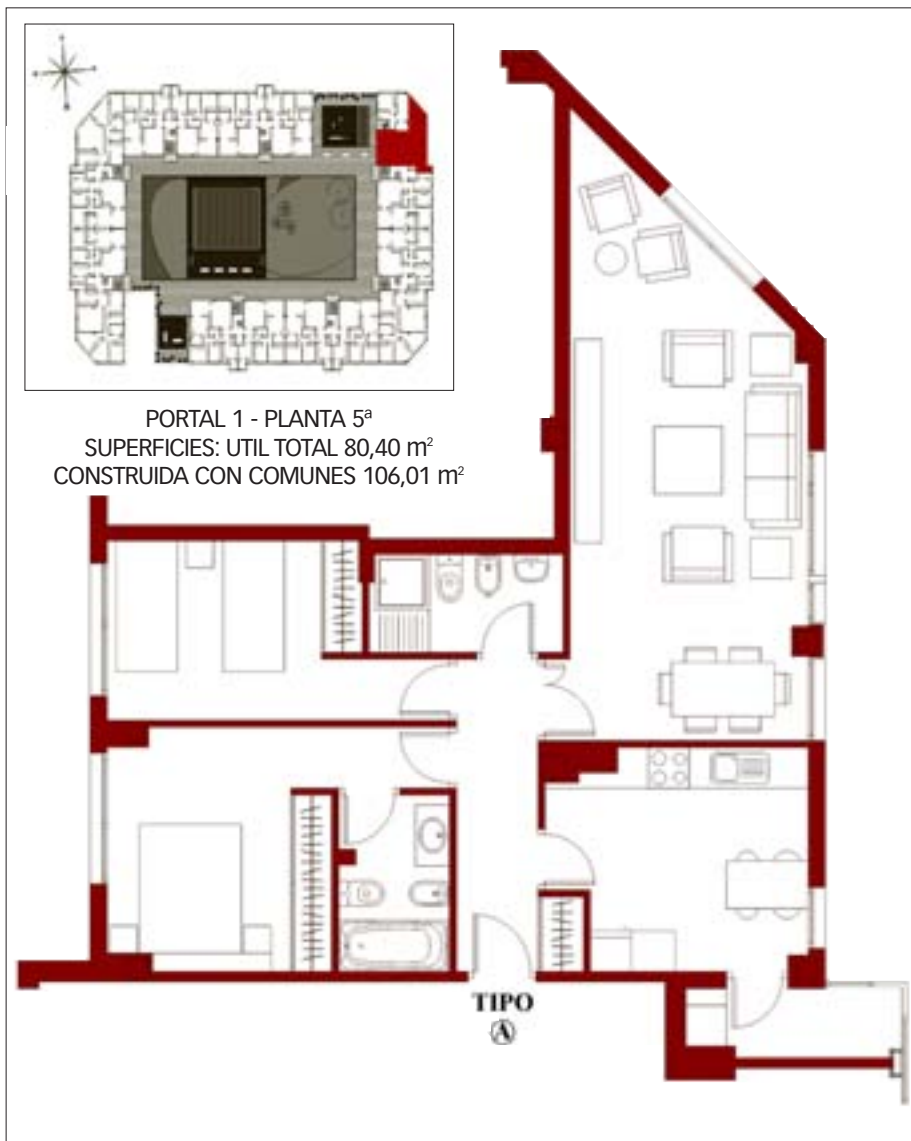 PORTAL 1 - PLANTA 5ª
SUPERFICIES: UTIL TOTAL 80,40 m²
CONSTRUIDA CON COMUNES 106,01 m²
TIPO
A